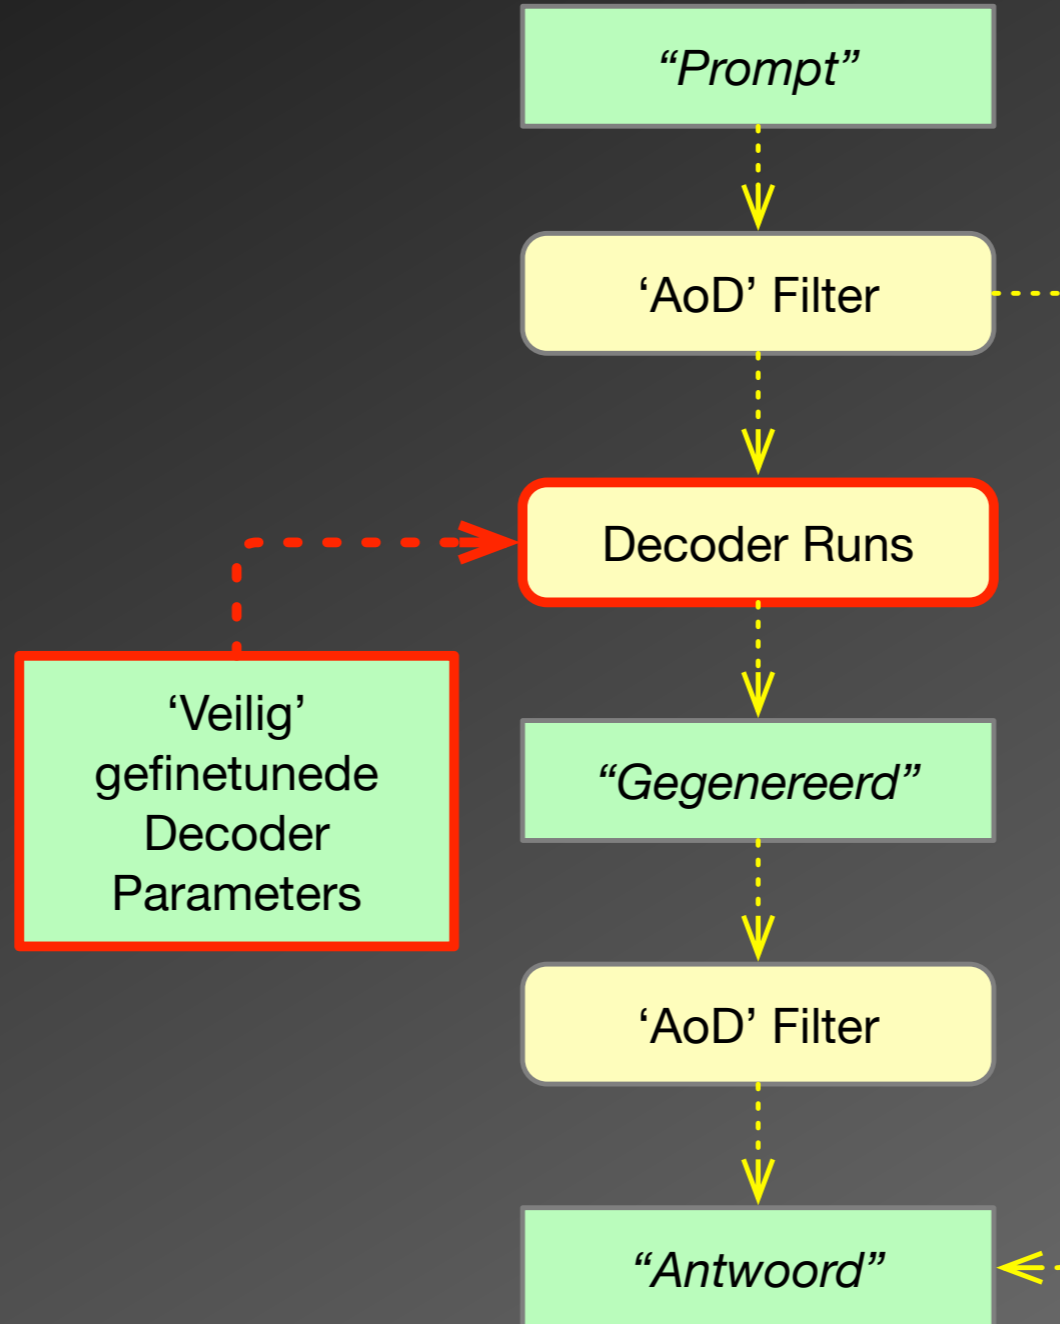 “Prompt”
‘AoD’ Filter
Decoder Runs
‘Veilig’
gefinetunede
Decoder
Parameters
“Gegenereerd”
‘AoD’ Filter
“Antwoord”